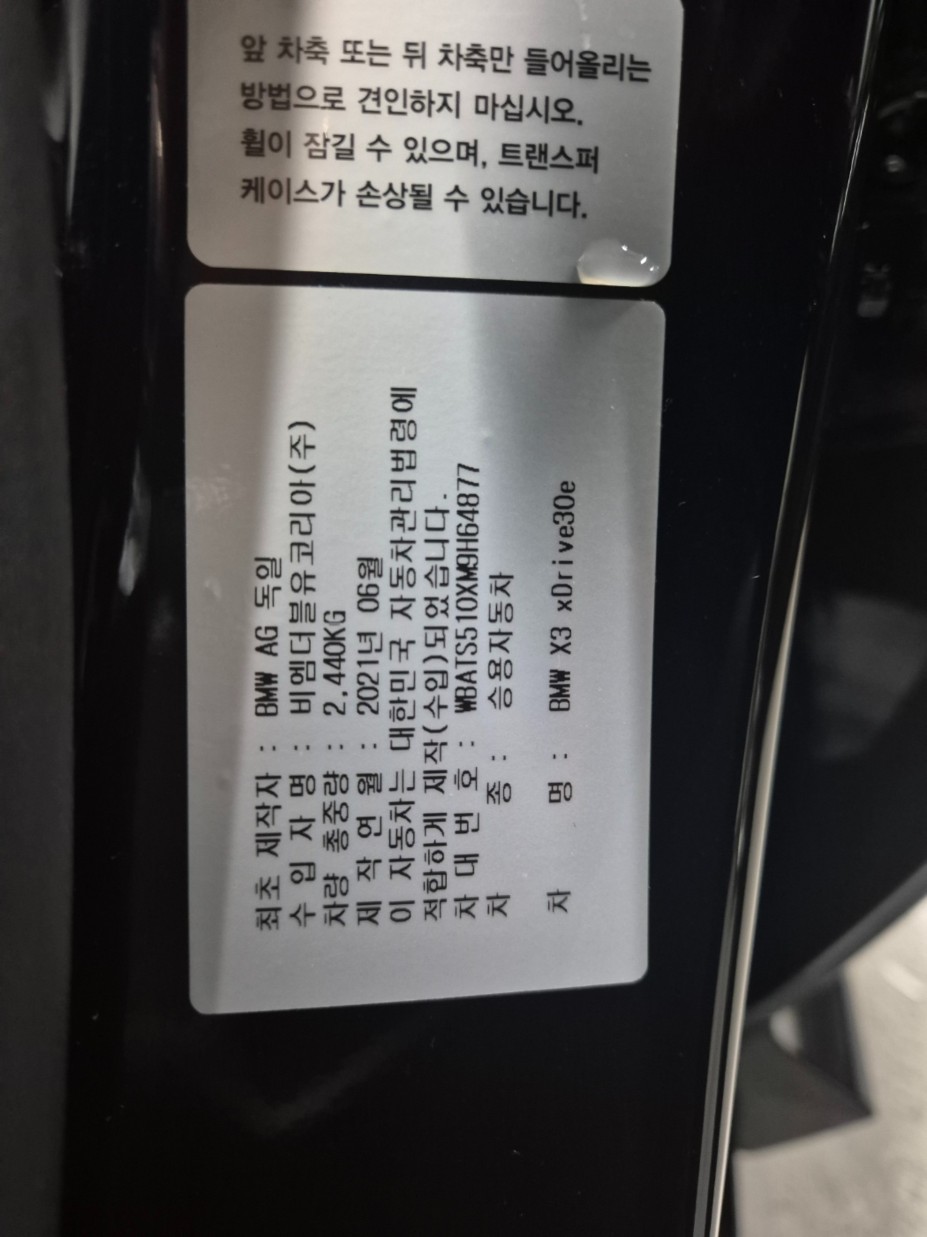 앞 차축 또는 뒤 차축만 들어올리는
방법으로 견인하지 마십시오.
휠이 잠길 수 있으며, 트랜스퍼
케이스가 손상될 수 있습니다.
최초 제작자 : BMW AG 독일
수 입 자 명 : 비엠더블유코리아(주)
차량 총중량 : 2,440KG
제 작 연 월 : 2021년 06월
이 자동차는 대한민국 자동차관리법령에
적합하게 제작(수입)되었습니다.
차 대 번 호 : WBATS510XM9H64877
차 종 : 승용자동차
차 명 : BMW X3 xDrive30e